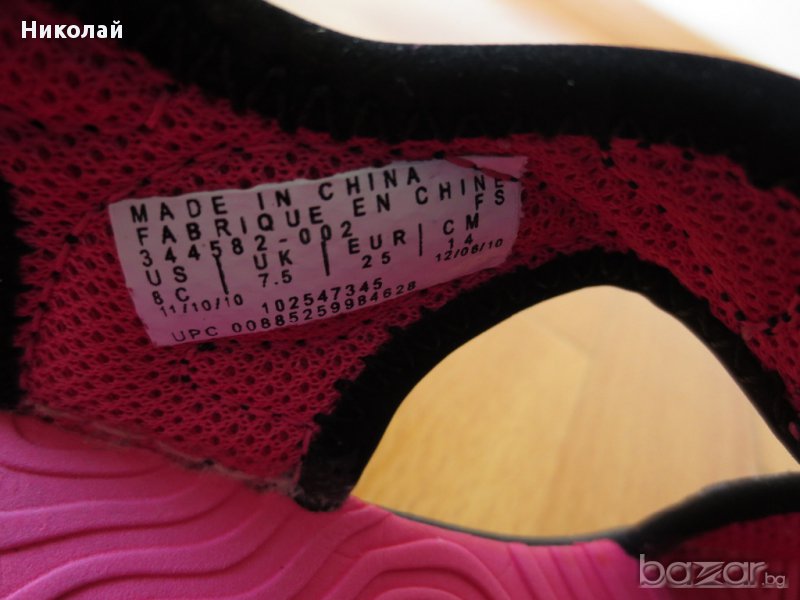 Николай
MADE IN CHINA
FABRIQUE EN CHINE
344582-002 FS
US | UK | EUR | CM
8C 7.5 25 14
11/10/10 12/06/10
102547345
UPC 00885259984628
bazar.bg